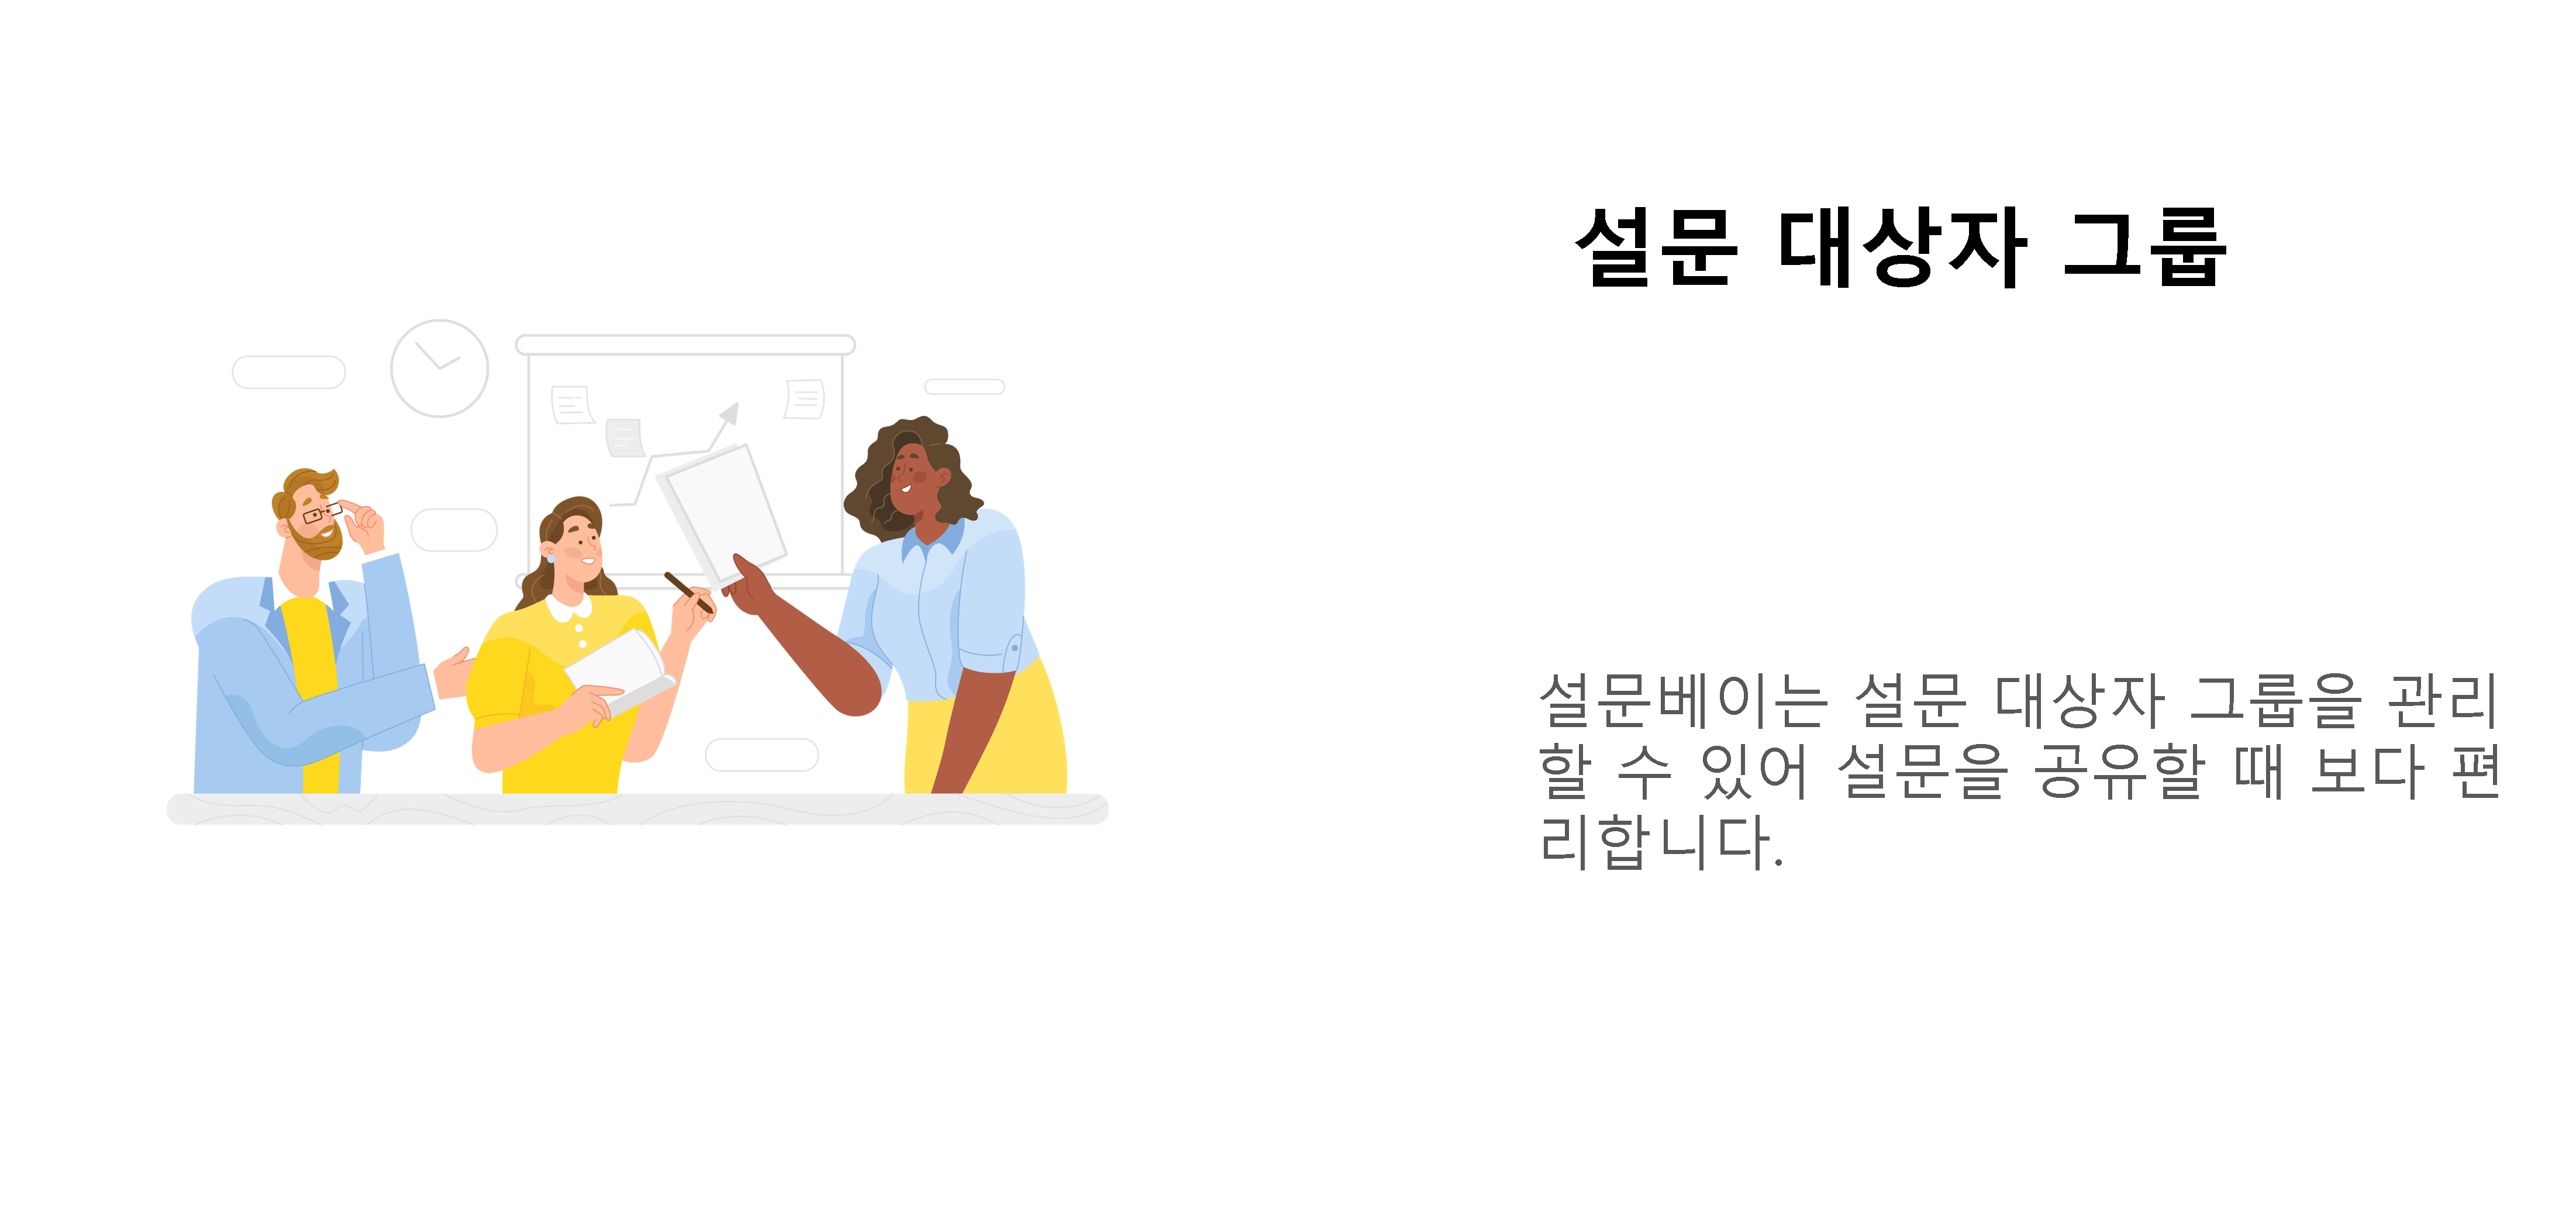 설문 대상자 그룹
설문베이는 설문 대상자 그룹을 관리
할 수 있어 설문을 공유할 때 보다 편
리합니다.